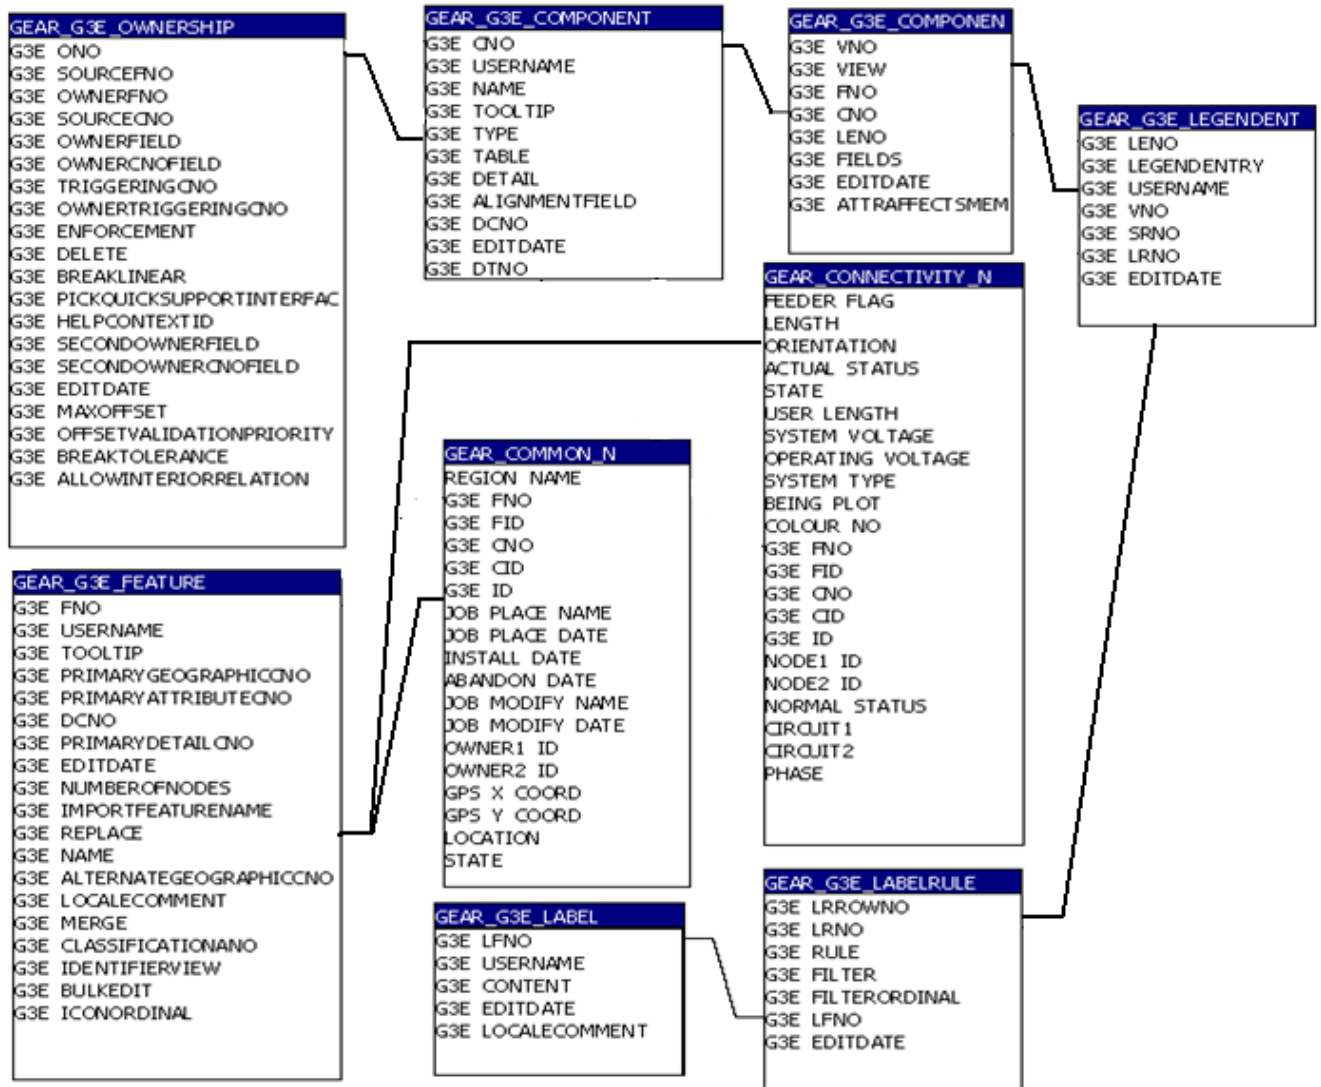 GEAR_G3E_OWNERSHIP
G3E ONO
G3E SOURCEFNO
G3E OWNERFNO
G3E SOURCECNO
G3E OWNERFIELD
G3E OWNERCNOFIELD
G3E TRIGGERINGCNO
G3E OWNERTRIGGERINGCNO
G3E ENFORCEMENT
G3E DELETE
G3E BREAKLINEAR
G3E PICKQUICKSUPPORTINTERFAC
G3E HELPCONTEXTID
G3E SECONDOWNERFIELD
G3E SECONDOWNERCNOFIELD
G3E EDITDATE
G3E MAXOFFSET
G3E OFFSETVALIDATIONPRIORITY
G3E BREAKTOLERANCE
G3E ALLOWINTERIORRELATION
GEAR_G3E_COMPONENT
G3E CNO
G3E USERNAME
G3E NAME
G3E TOOLTIP
G3E TYPE
G3E TABLE
G3E DETAIL
G3E ALIGNMENTFIELD
G3E DCNO
G3E EDITDATE
G3E DTNO
GEAR_G3E_COMPONEN
G3E VNO
G3E VIEW
G3E FNO
G3E CNO
G3E LENO
G3E FIELDS
G3E EDITDATE
G3E ATTRAFFECTSMEM
GEAR_G3E_LEGENDENT
G3E LENO
G3E LEGENDENTRY
G3E USERNAME
G3E VNO
G3E SRNO
G3E LRNO
G3E EDITDATE
GEAR_CONNECTIVITY_N
FEEDER FLAG
LENGTH
ORIENTATION
ACTUAL STATUS
STATE
USER LENGTH
SYSTEM VOLTAGE
OPERATING VOLTAGE
SYSTEM TYPE
BEING PLOT
COLOUR NO
G3E FNO
G3E FID
G3E CNO
G3E CID
G3E ID
NODE1 ID
NODE2 ID
NORMAL STATUS
CIRCUIT1
CIRCUIT2
PHASE
GEAR_COMMON_N
REGION NAME
G3E FNO
G3E FID
G3E CNO
G3E CID
G3E ID
JOB PLACE NAME
JOB PLACE DATE
INSTALL DATE
ABANDON DATE
JOB MODIFY NAME
JOB MODIFY DATE
OWNER1 ID
OWNER2 ID
GPS X COORD
GPS Y COORD
LOCATION
STATE
GEAR_G3E_FEATURE
G3E FNO
G3E USERNAME
G3E TOOLTIP
G3E PRIMARYGEOGRAPHICCNO
G3E PRIMARYATTRIBUTECNO
G3E DCNO
G3E PRIMARYDETAILCNO
G3E EDITDATE
G3E NUMBEROFNODES
G3E IMPORTFEATURENAME
G3E REPLACE
G3E NAME
G3E ALTERNATEGEOGRAPHICCNO
G3E LOCALECOMMENT
G3E MERGE
G3E CLASSIFICATIONANO
G3E IDENTIFIERVIEW
G3E BULKEDIT
G3E ICONORDINAL
GEAR_G3E_LABEL
G3E LFNO
G3E USERNAME
G3E CONTENT
G3E EDITDATE
G3E LOCALECOMMENT
GEAR_G3E_LABELRULE
G3E LRROWNO
G3E LRNO
G3E RULE
G3E FILTER
G3E FILTERORDINAL
G3E LFNO
G3E EDITDATE